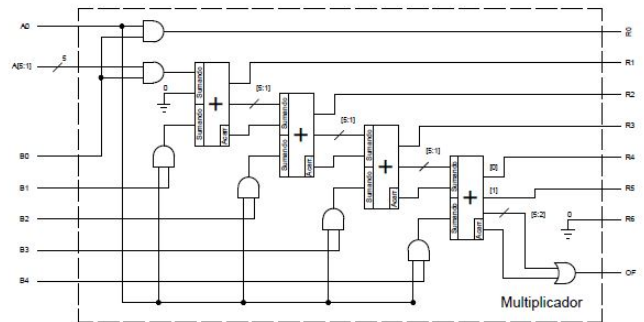 A0
A[5:1]
5
B0
B1
B2
B3
B4
0
Sumando
Sumando
+
Acarr
[5:1]
Sumando
Sumando
+
Acarr
[5:1]
Sumando
Sumando
+
Acarr
[5:1]
Sumando
Sumando
+
Acarr
[0]
[1]
[5:2]
0
R1
R2
R3
R4
R5
R6
OF
Multiplicador